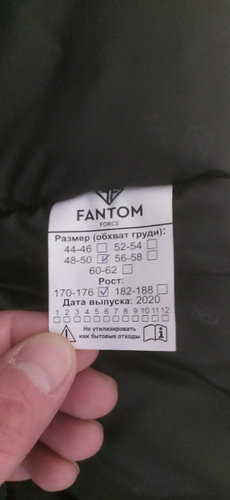 FANTOM
FORCE
Размер (обхват груди):
44-46 52-54
48-50 56-58
60-62
Рост:
170-176 182-188
Дата выпуска: 2020
1 2 3 4 5 6 7 8 9 10 11 12
Не утилизировать
как бытовые отходы